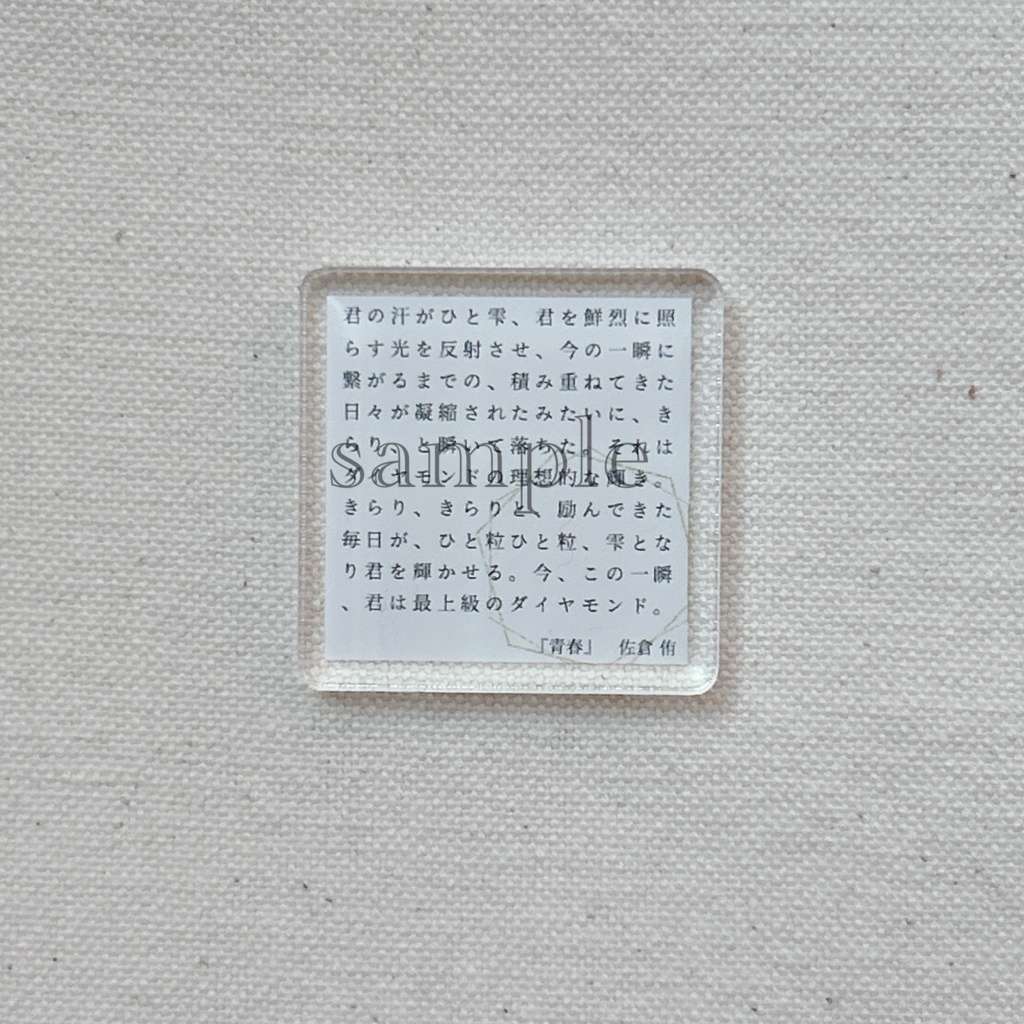 君の汗がひと雫、君を鮮烈に照
らす光を反射させ、今の一瞬に
繋がるまでの、積み重ねてきた
日々が凝縮されたみたいに、き
らり、と瞬いて落ちた。それは
ダイヤモンドの理想的な輝き。
きらり、きらりと、励んできた
毎日が、ひと粒ひと粒、雫とな
り君を輝かせる。今、この一瞬
、君は最上級のダイヤモンド。
『青春』 佐倉 侑
sample